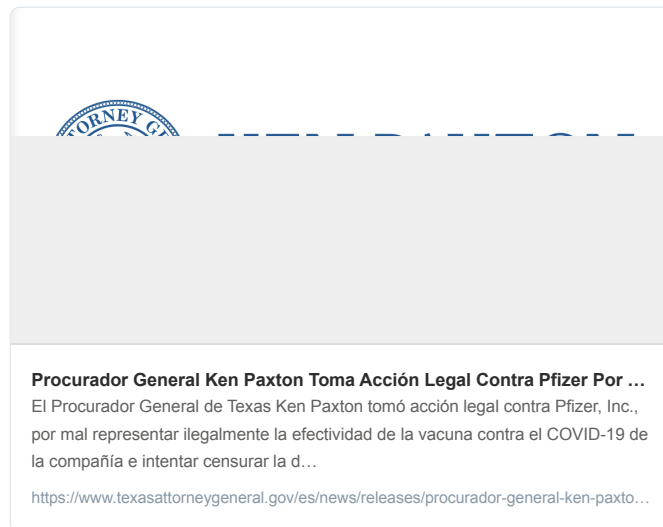 Procurador General Ken Paxton Toma Acción Legal Contra Pfizer Por ...
El Procurador General de Texas Ken Paxton tomó acción legal contra Pfizer, Inc.,
por mal representar ilegalmente la efectividad de la vacuna contra el COVID-19 de
la compañía e intentar censurar la d...
https://www.texasattorneygeneral.gov/es/news/releases/procurador-general-ken-paxto...